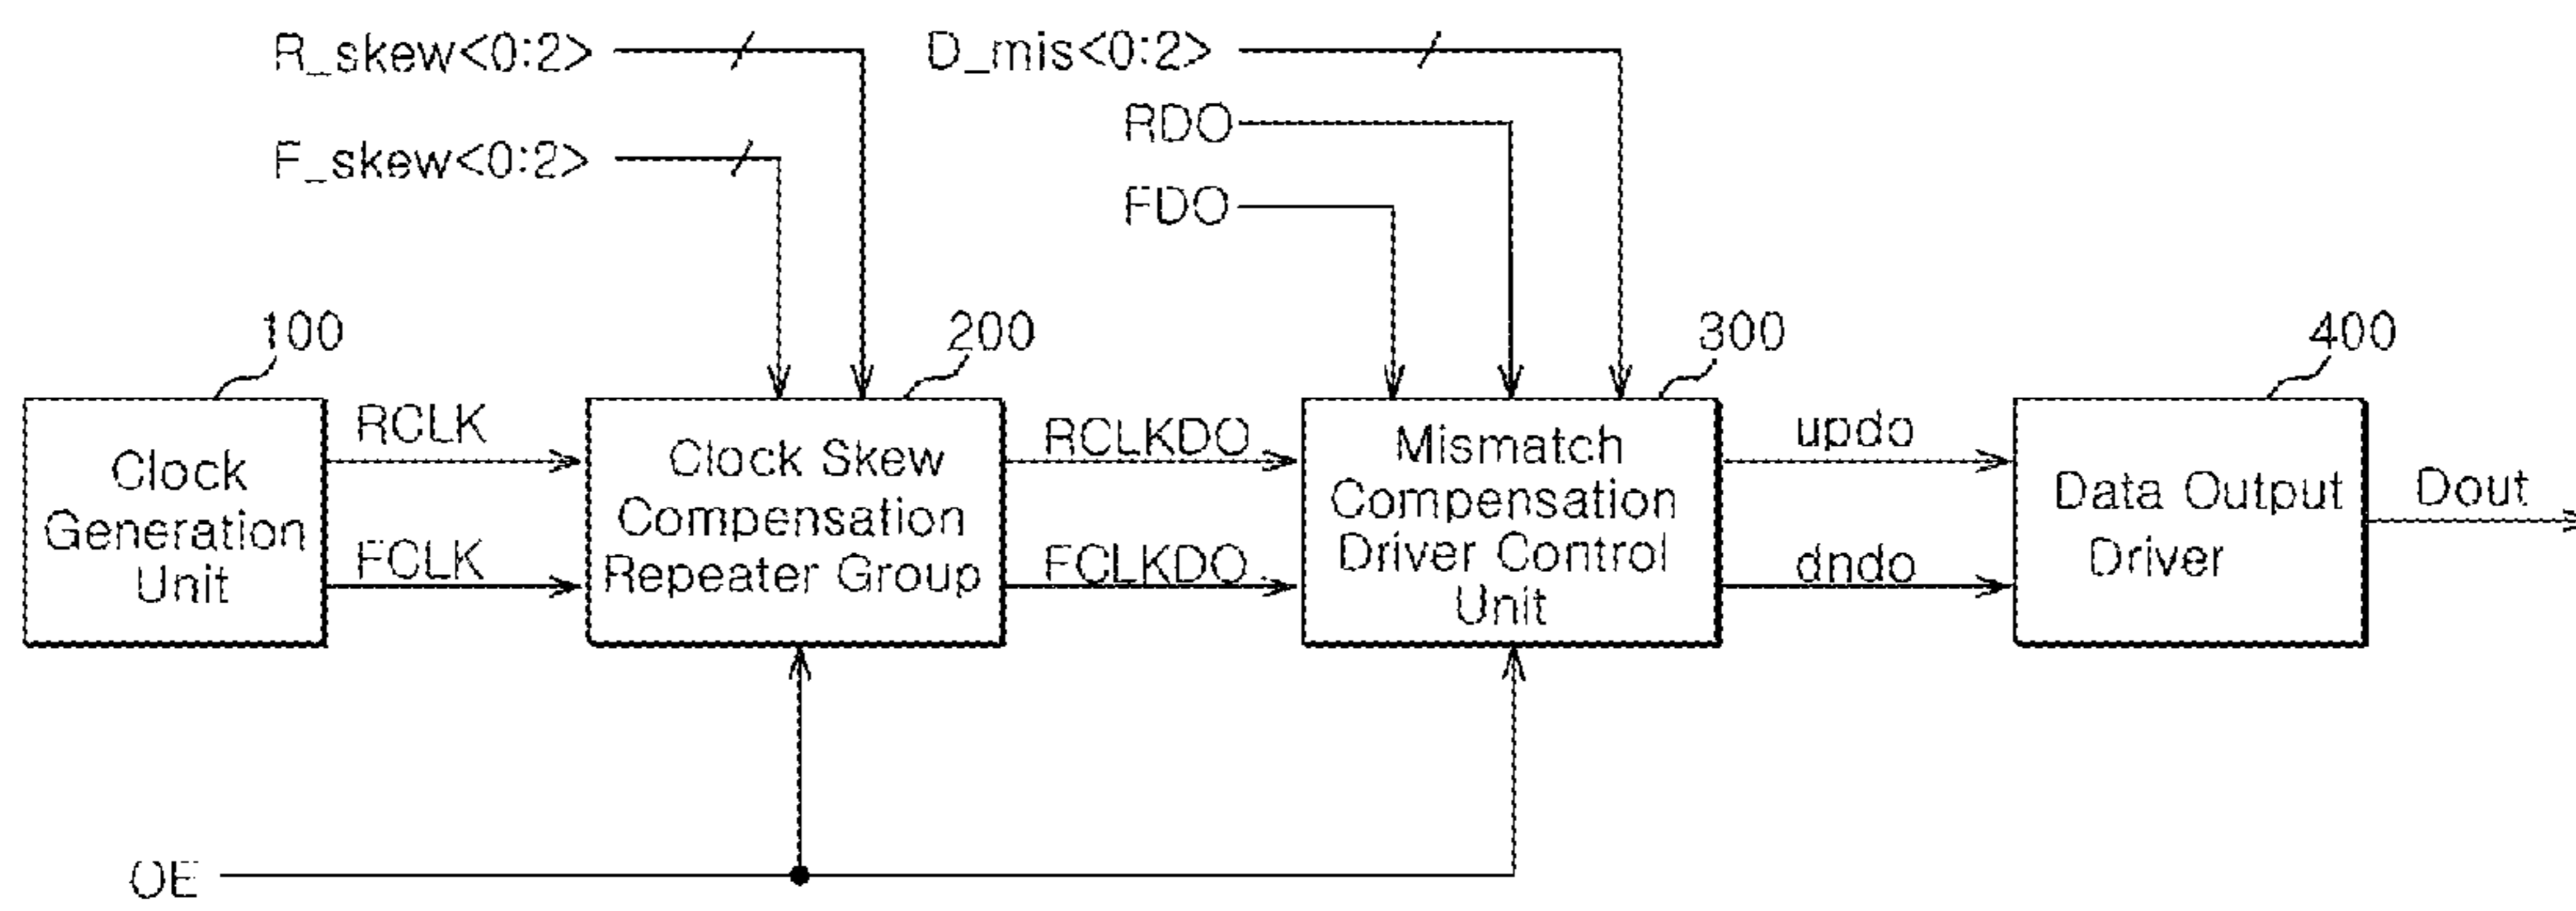 R_skew<0:2>
D_mis<0:2>
RDO
F_skew<0:2>
FDO
100
200
300
400
RCLK
FCLK
Clock
Generation
Unit
Clock Skew
Compensation
Repeater Group
RCLKDO
FCLKDO
Mismatch
Compensation
Driver Control
Unit
updo
dndo
Data Output
Driver
Dout
OE